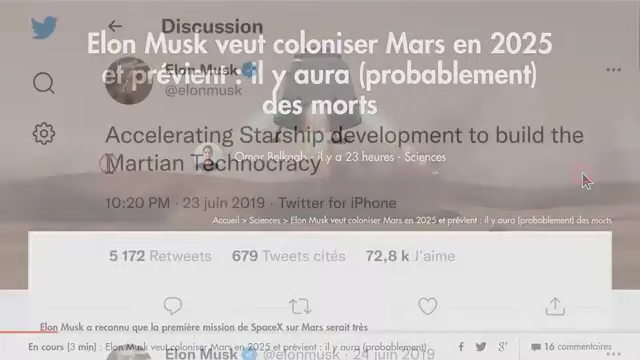 Discussion
Elon Musk veut coloniser Mars en 2025
et prévient : il y aura (probablement)
des morts
Elon Musk
@elonmusk
Accelerating Starship development to build the
Martian Technocracy
Omar Belkaab · il y a 23 heures · Sciences
10:20 PM · 23 juin 2019 · Twitter for iPhone
Accueil > Sciences > Elon Musk veut coloniser Mars en 2025 et prévient : il y aura (probablement) des morts
5 172 Retweets 679 Tweets cités 72,8 k J'aime
Elon Musk a reconnu que la première mission de SpaceX sur Mars serait très
En cours (3 min) : Elon Musk veut coloniser Mars en 2025 et prévient : il y aura (probablement)
16 commentaires
Elon Musk @elonmusk · 24 juin 2019